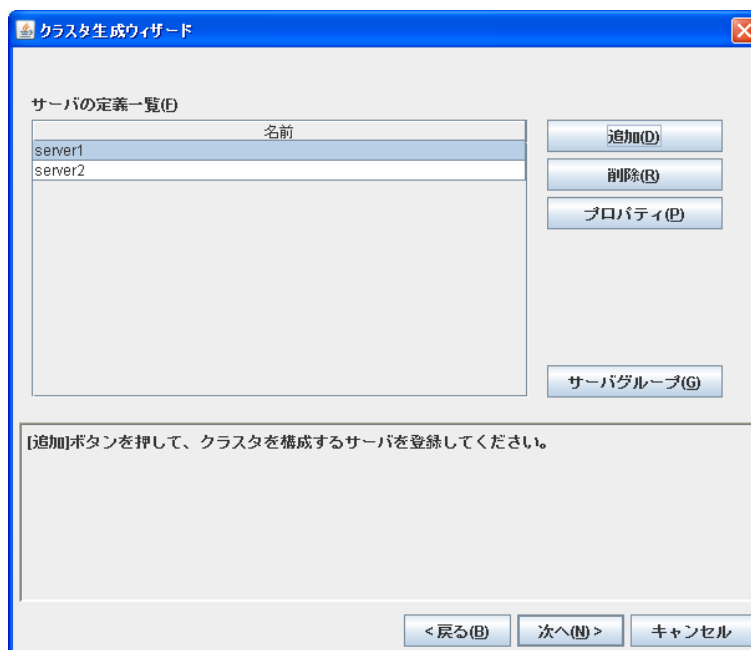 クラスタ生成ウィザード
サーバの定義一覧(F)
名前
server1
server2
追加(D)
削除(R)
プロパティ(P)
サーバグループ(G)
[追加]ボタンを押して、クラスタを構成するサーバを登録してください。
<戻る(B)
次へ(N)>
キャンセル